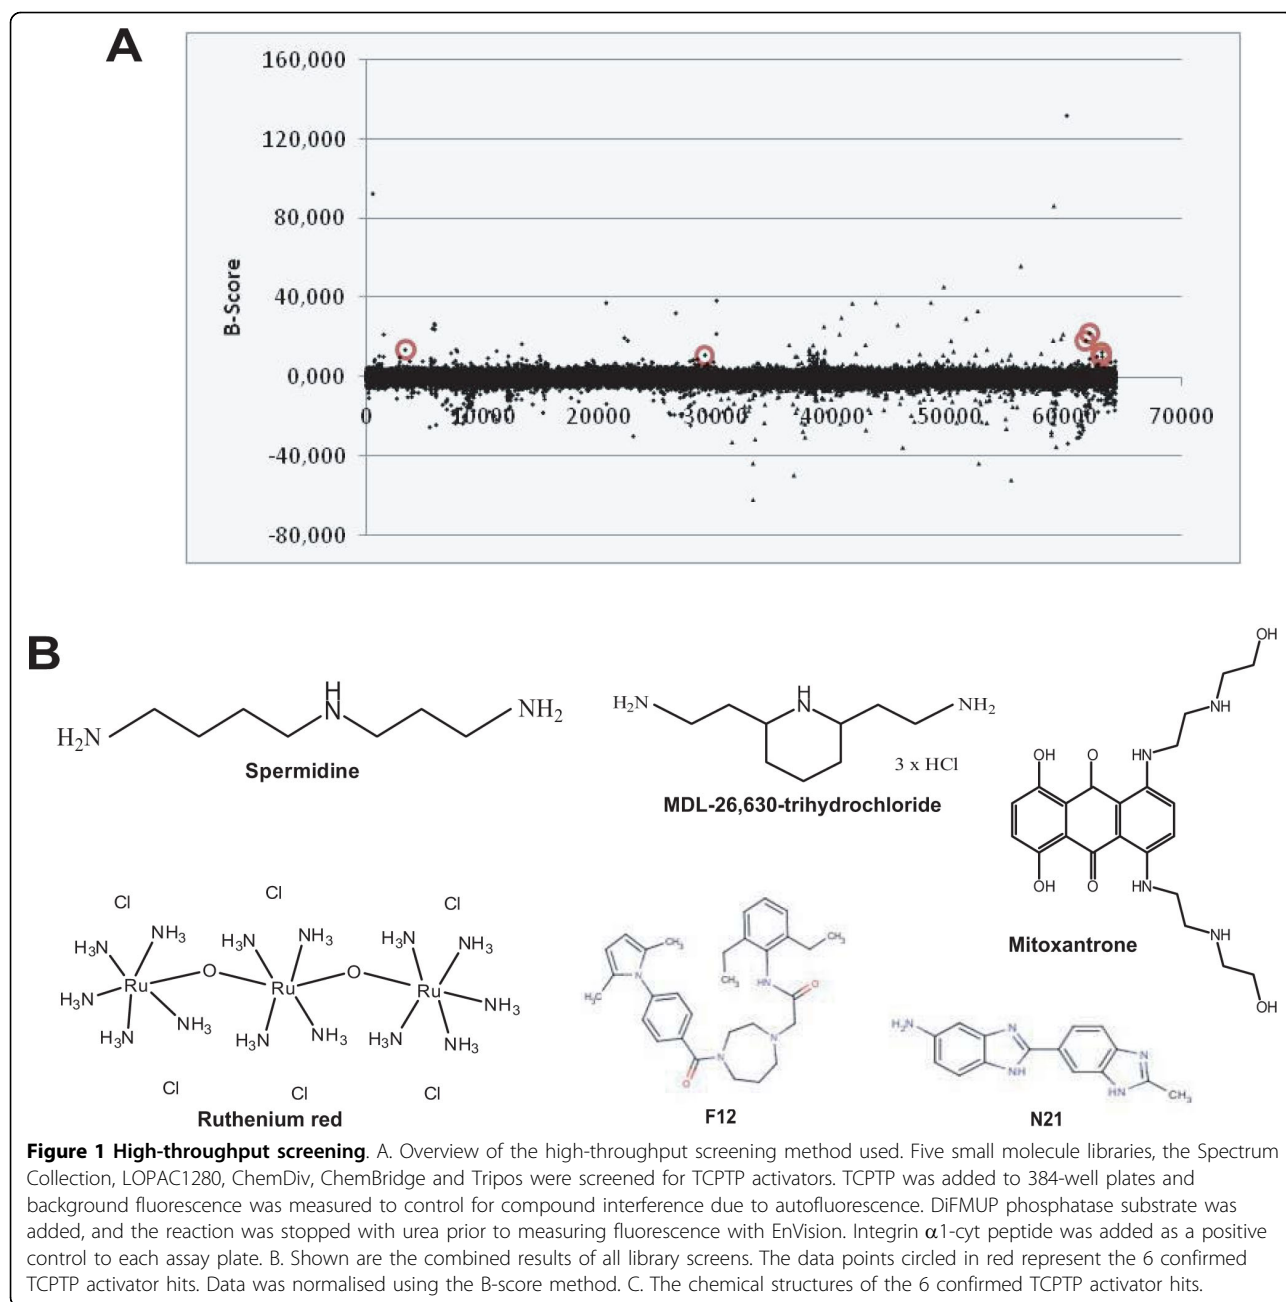 A
160,000
120,000
80,000
40,000
0,000
-40,000
-80,000
B-Score
0 10000 20000 30000 40000 50000 60000 70000
B
H₂N
H
N
NH₂
Spermidine
H₂N
H
N
NH₂
3 x HCl
MDL-26,630-trihydrochloride
OH
NH
OH O HN
OH O HN
NH
OH
Mitoxantrone
Cl Cl Cl
H₃N NH₃ H₃N NH₃ H₃N NH₃
Ru O Ru O Ru
H₃N NH₃
H₃N NH₃ H₃N NH₃ H₃N NH₃
Cl Cl Cl
Ruthenium red
CH₃ CH₃
N CH₃
H₃C HN O
N
N
O
F12
H₂N N N
NH HN CH₃
N21
Figure 1 High-throughput screening. A. Overview of the high-throughput screening method used. Five small molecule libraries, the Spectrum
Collection, LOPAC1280, ChemDiv, ChemBridge and Tripos were screened for TCPTP activators. TCPTP was added to 384-well plates and
background fluorescence was measured to control for compound interference due to autofluorescence. DiFMUP phosphatase substrate was
added, and the reaction was stopped with urea prior to measuring fluorescence with EnVision. Integrin α1-cyt peptide was added as a positive
control to each assay plate. B. Shown are the combined results of all library screens. The data points circled in red represent the 6 confirmed
TCPTP activator hits. Data was normalised using the B-score method. C. The chemical structures of the 6 confirmed TCPTP activator hits.